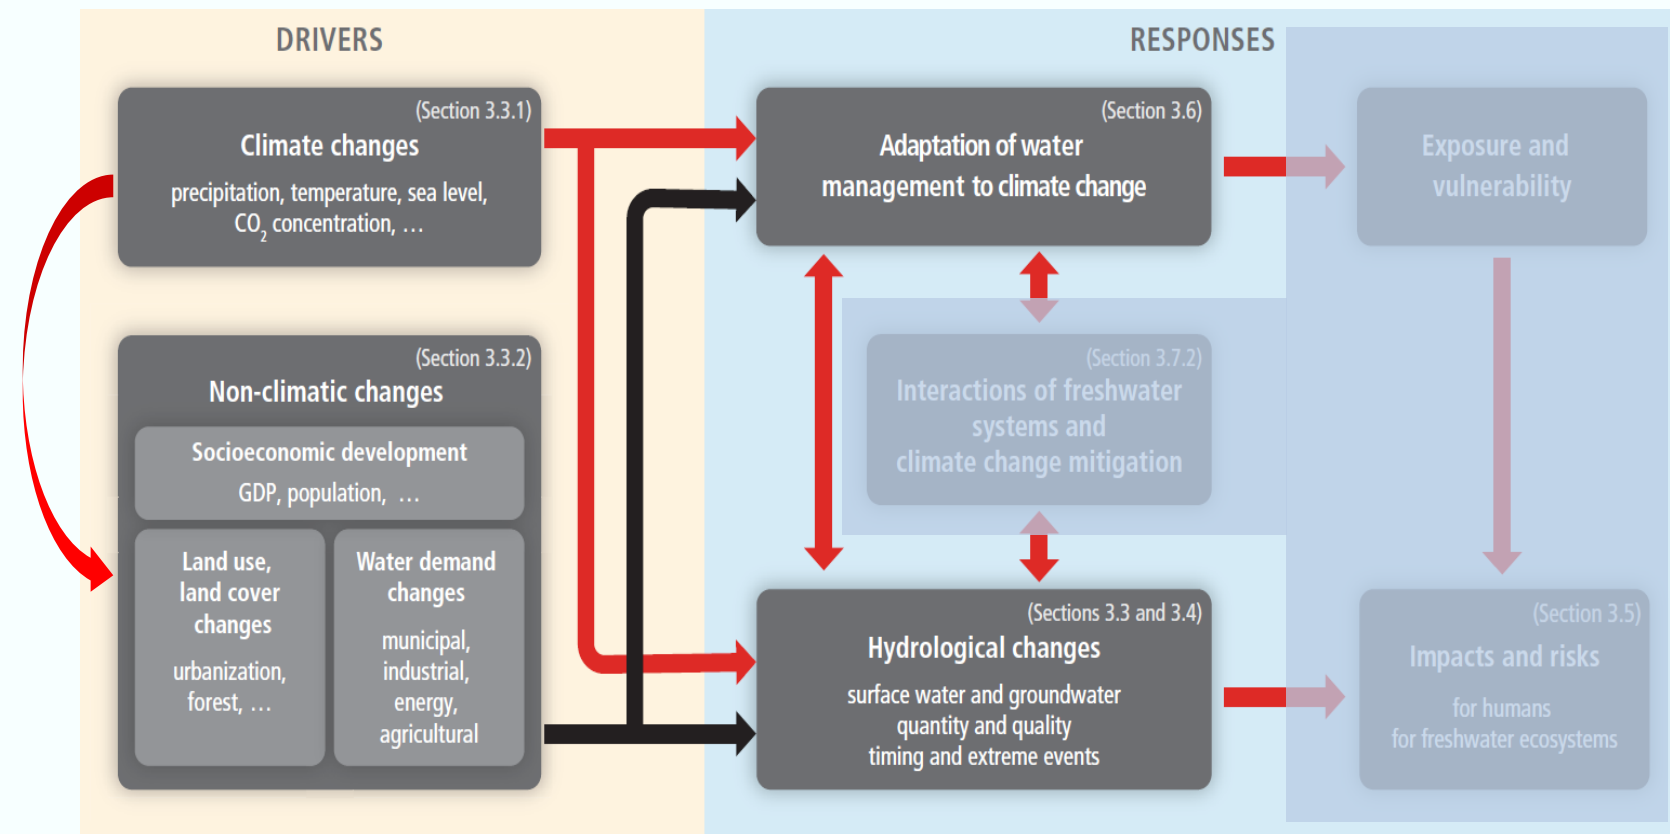 DRIVERS
(Section 3.3.1)
Climate changes
precipitation, temperature, sea level,
CO2 concentration, …
(Section 3.3.2)
Non-climatic changes
Socioeconomic development
GDP, population, …
Land use,
land cover
changes
urbanization,
forest, …
Water demand
changes
municipal,
industrial,
energy,
agricultural
RESPONSES
(Section 3.6)
Adaptation of water
management to climate change
Exposure and
vulnerability
(Section 3.7.2)
Interactions of freshwater
systems and
climate change mitigation
(Sections 3.3 and 3.4)
Hydrological changes
surface water and groundwater
quantity and quality
timing and extreme events
(Section 3.5)
Impacts and risks
for humans
for freshwater ecosystems